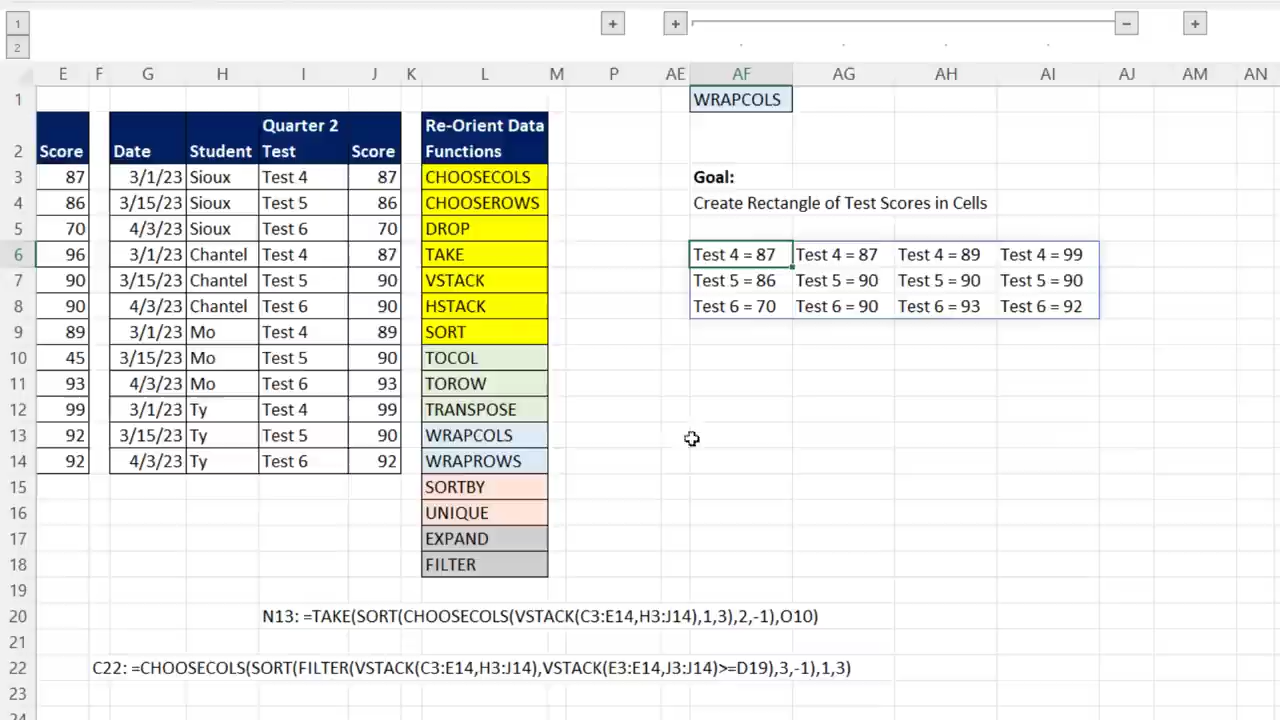 1
2
E F G H I J K L M P AE AF AG AH AI AJ AM AN
1 WRAPCOLS
Quarter 2 Re-Orient Data
2 Score Date Student Test Score Functions
3 87 3/1/23 Sioux Test 4 87 CHOOSECOLS Goal:
4 86 3/15/23 Sioux Test 5 86 CHOOSEROWS Create Rectangle of Test Scores in Cells
5 70 4/3/23 Sioux Test 6 70 DROP
6 96 3/1/23 Chantel Test 4 87 TAKE Test 4 = 87 Test 4 = 87 Test 4 = 89 Test 4 = 99
7 90 3/15/23 Chantel Test 5 90 VSTACK Test 5 = 86 Test 5 = 90 Test 5 = 90 Test 5 = 90
8 90 4/3/23 Chantel Test 6 90 HSTACK Test 6 = 70 Test 6 = 90 Test 6 = 93 Test 6 = 92
9 89 3/1/23 Mo Test 4 89 SORT
10 45 3/15/23 Mo Test 5 90 TOCOL
11 93 4/3/23 Mo Test 6 93 TOROW
12 99 3/1/23 Ty Test 4 99 TRANSPOSE
13 92 3/15/23 Ty Test 5 90 WRAPCOLS
14 92 4/3/23 Ty Test 6 92 WRAPROWS
15 SORTBY
16 UNIQUE
17 EXPAND
18 FILTER
19
20 N13: =TAKE(SORT(CHOOSECOLS(VSTACK(C3:E14,H3:J14),1,3),2,-1),O10)
21
22 C22: =CHOOSECOLS(SORT(FILTER(VSTACK(C3:E14,H3:J14),VSTACK(E3:E14,J3:J14)>=D19),3,-1),1,3)
23
24